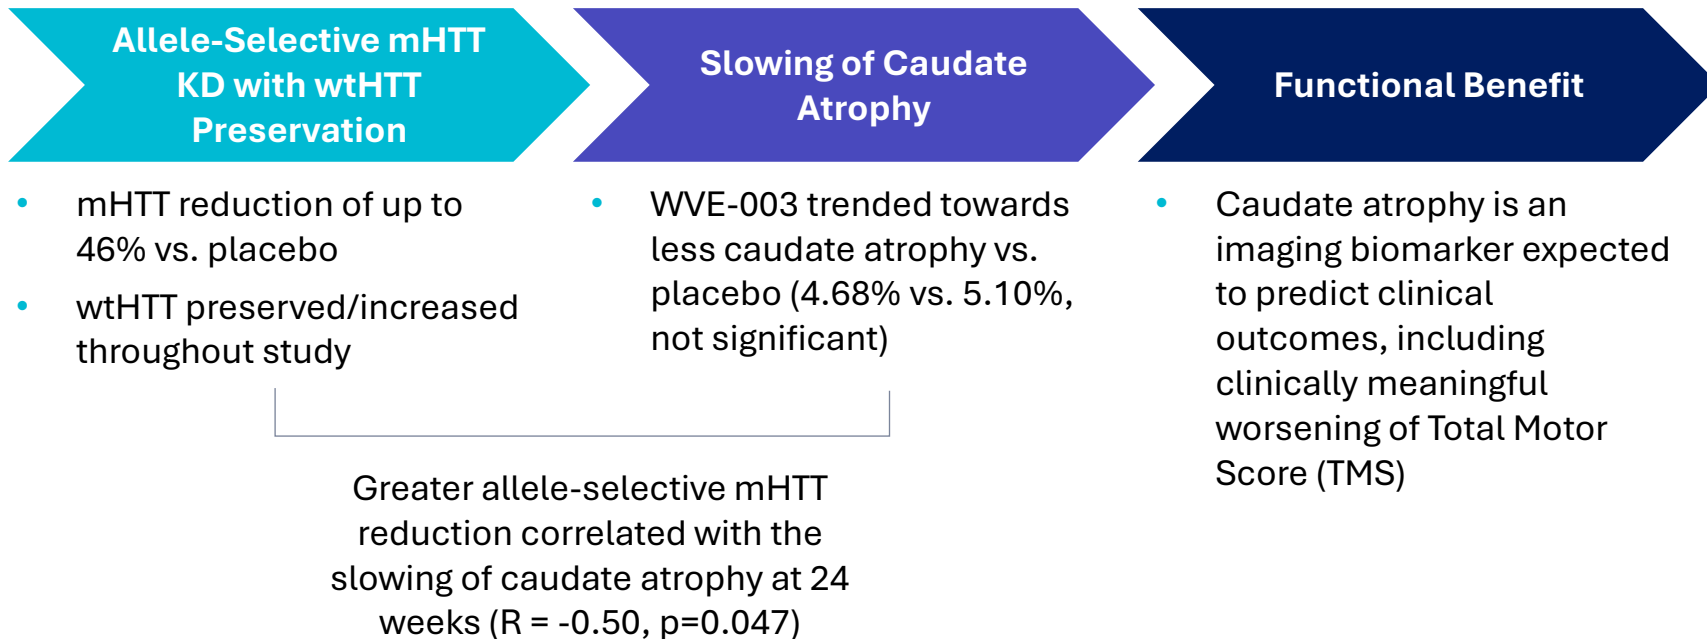 Allele-Selective mHTT
KD with wtHTT
Preservation
Slowing of Caudate
Atrophy
Functional Benefit
• mHTT reduction of up to
46% vs. placebo
• wtHTT preserved/increased
throughout study
• WVE-003 trended towards
less caudate atrophy vs.
placebo (4.68% vs. 5.10%,
not significant)
• Caudate atrophy is an
imaging biomarker expected
to predict clinical
outcomes, including
clinically meaningful
worsening of Total Motor
Score (TMS)
Greater allele-selective mHTT
reduction correlated with the
slowing of caudate atrophy at 24
weeks (R = -0.50, p=0.047)